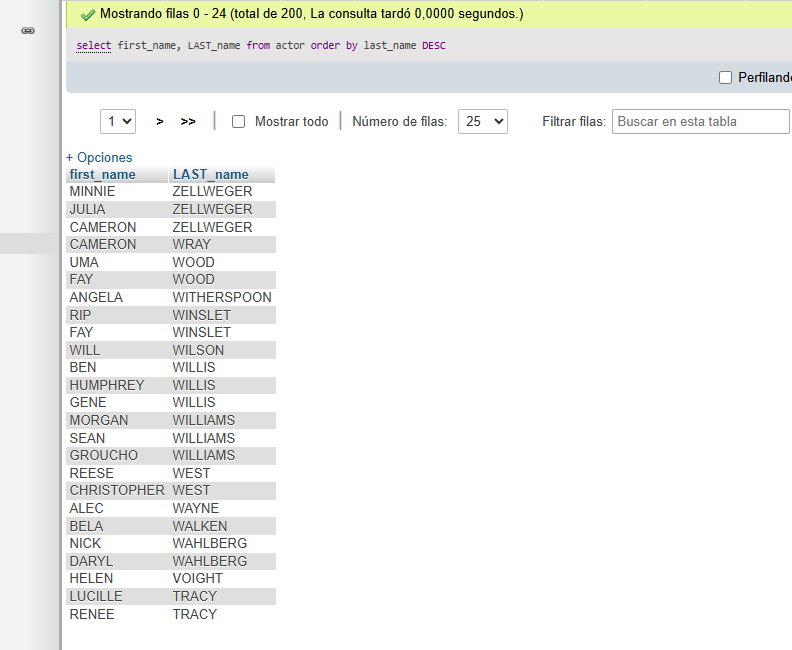 Mostrando filas 0 - 24 (total de 200, La consulta tardó 0,0000 segundos.)
select first_name, LAST_name from actor order by last_name DESC
Perfilando
1 > >> Mostrar todo Número de filas: 25 Filtrar filas: Buscar en esta tabla
+ Opciones
first_name LAST_name
MINNIE ZELLWEGER
JULIA ZELLWEGER
CAMERON ZELLWEGER
CAMERON WRAY
UMA WOOD
FAY WOOD
ANGELA WITHERSPOON
RIP WINSLET
FAY WINSLET
WILL WILSON
BEN WILLIS
HUMPHREY WILLIS
GENE WILLIS
MORGAN WILLIAMS
SEAN WILLIAMS
GROUCHO WILLIAMS
REESE WEST
CHRISTOPHER WEST
ALEC WAYNE
BELA WALKEN
NICK WAHLBERG
DARYL WAHLBERG
HELEN VOIGHT
LUCILLE TRACY
RENEE TRACY